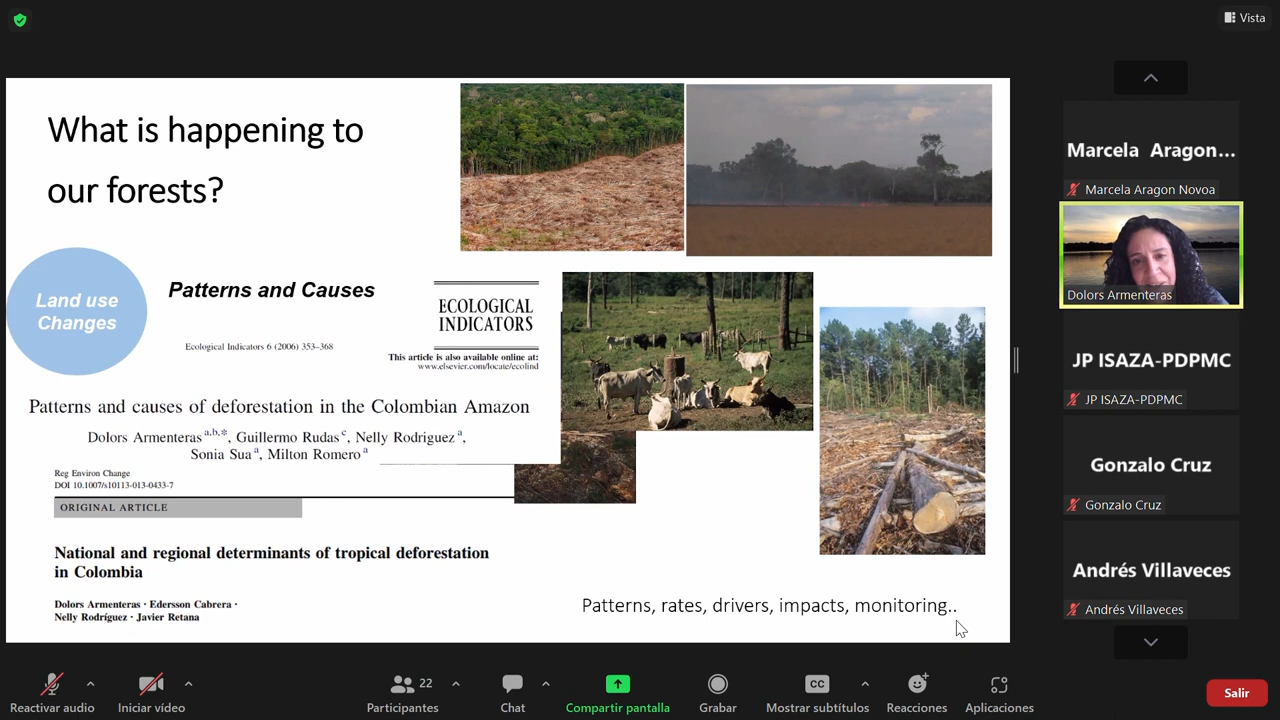 Vista
What is happening to
our forests?
Land use
Changes
Patterns and Causes
ECOLOGICAL
INDICATORS
Ecological Indicators 6 (2006) 353–368
This article is also available online at:
www.elsevier.com/locate/ecolind
Patterns and causes of deforestation in the Colombian Amazon
Dolors Armenteras a,b,*, Guillermo Rudas c, Nelly Rodriguez a,
Sonia Sua a, Milton Romero a
Reg Environ Change
DOI 10.1007/s10113-013-0433-7
ORIGINAL ARTICLE
National and regional determinants of tropical deforestation
in Colombia
Dolors Armenteras · Edersson Cabrera ·
Nelly Rodríguez · Javier Retana
Patterns, rates, drivers, impacts, monitoring..
Marcela Aragon...
Marcela Aragon Novoa
Dolors Armenteras
JP ISAZA-PDPMC
JP ISAZA-PDPMC
Gonzalo Cruz
Gonzalo Cruz
Andrés Villaveces
Andrés Villaveces
Reactivar audio
Iniciar vídeo
22
Participantes
Chat
Compartir pantalla
Grabar
CC
Mostrar subtítulos
Reacciones
Aplicaciones
Salir